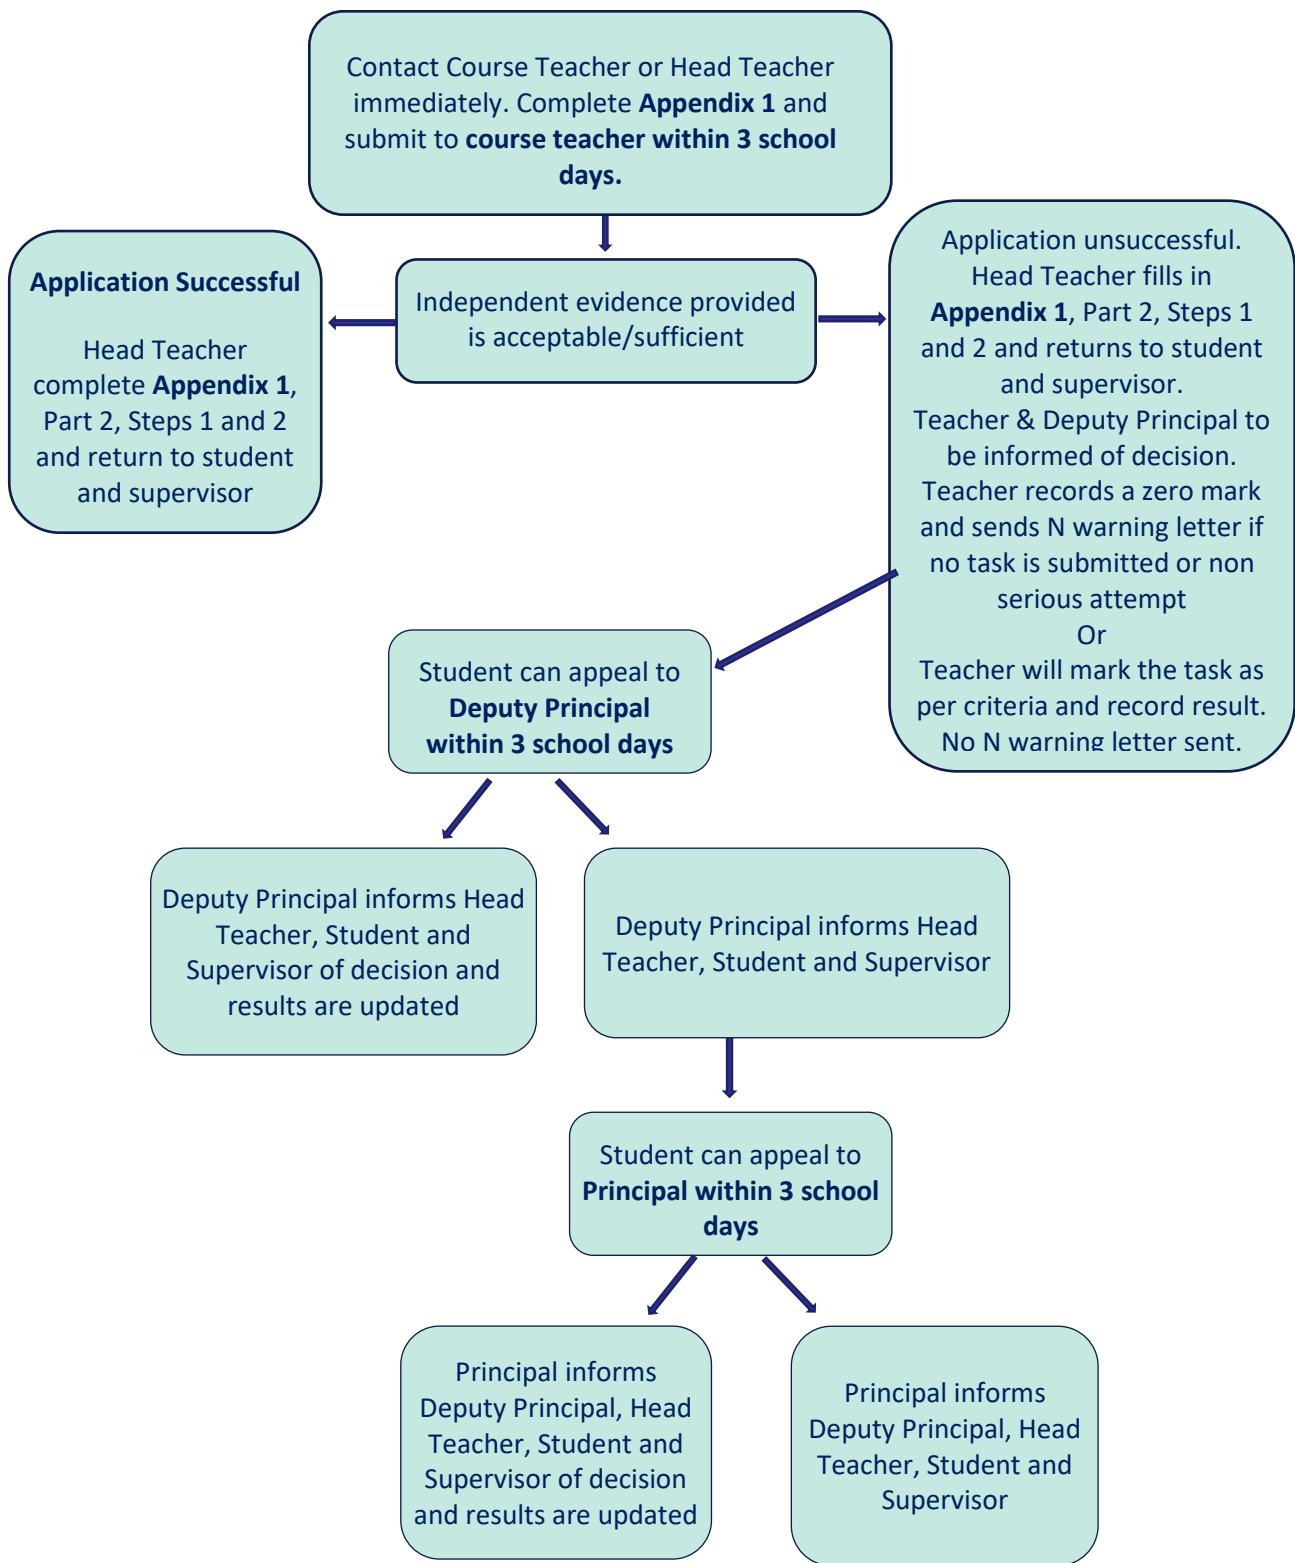 Contact Course Teacher or Head Teacher
immediately. Complete Appendix 1 and
submit to course teacher within 3 school
days.
Application Successful
Head Teacher
complete Appendix 1,
Part 2, Steps 1 and 2
and return to student
and supervisor
Independent evidence provided
is acceptable/sufficient
Application unsuccessful.
Head Teacher fills in
Appendix 1, Part 2, Steps 1
and 2 and returns to student
and supervisor.
Teacher & Deputy Principal to
be informed of decision.
Teacher records a zero mark
and sends N warning letter if
no task is submitted or non
serious attempt
Or
Teacher will mark the task as
per criteria and record result.
No N warning letter sent.
Student can appeal to
Deputy Principal
within 3 school days
Deputy Principal informs Head
Teacher, Student and
Supervisor of decision and
results are updated
Deputy Principal informs Head
Teacher, Student and Supervisor
Student can appeal to
Principal within 3 school
days
Principal informs
Deputy Principal, Head
Teacher, Student and
Supervisor of decision
and results are updated
Principal informs
Deputy Principal, Head
Teacher, Student and
Supervisor